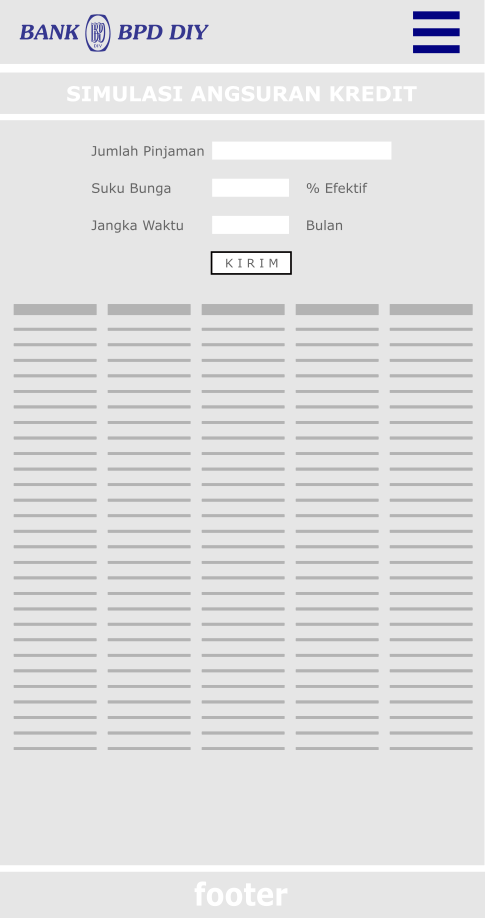 BANK BPD DIY
SIMULASI ANGSURAN KREDIT
Jumlah Pinjaman
Suku Bunga % Efektif
Jangka Waktu Bulan
KIRIM
footer